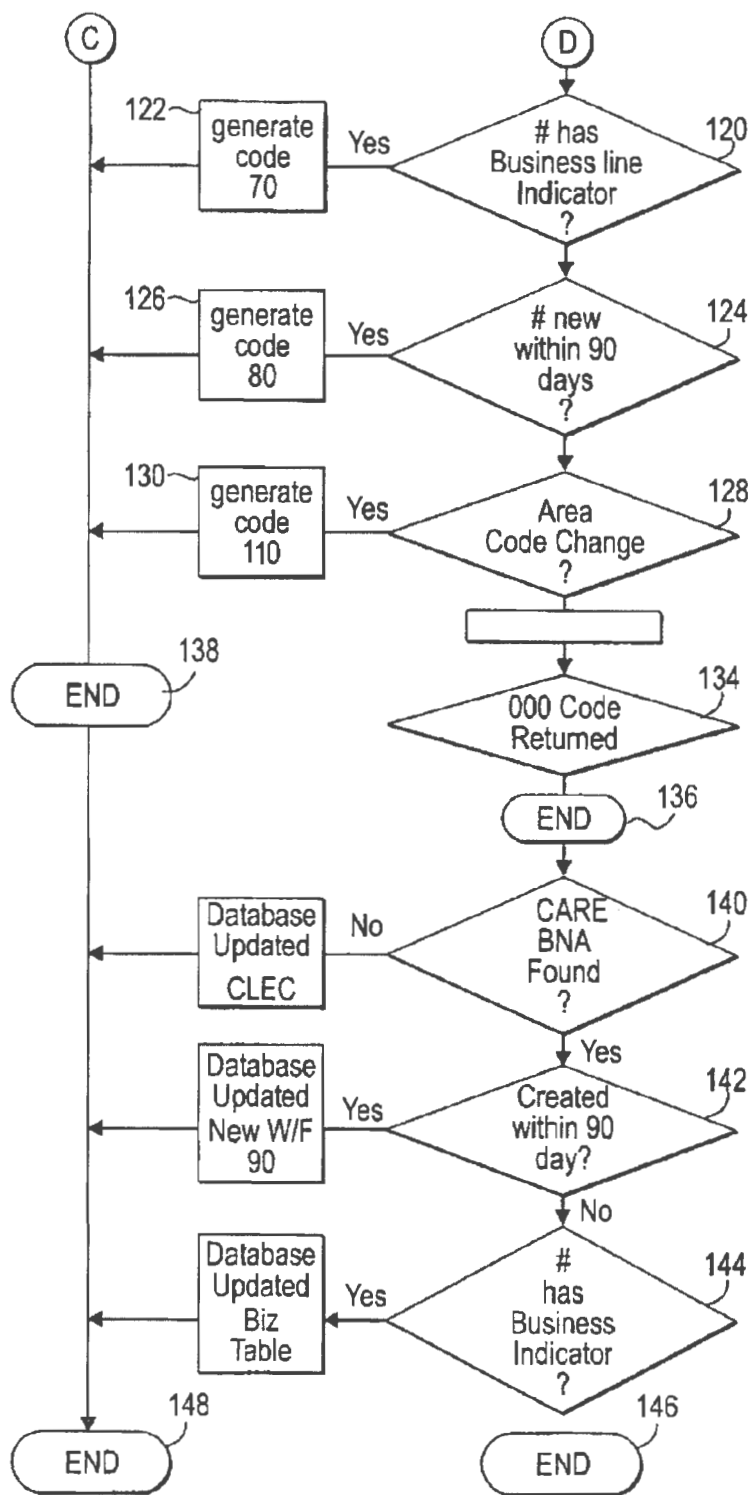 C
D
122
generate
code
70
Yes
# has
Business line
Indicator
?
120
126
generate
code
80
Yes
# new
within 90
days
?
124
130
generate
code
110
Yes
Area
Code Change
?
128
END
138
000 Code
Returned
134
END
136
Database
Updated
CLEC
No
CARE
BNA
Found
?
140
Yes
Database
Updated
New W/F
90
Yes
Created
within 90
day?
142
No
Database
Updated
Biz
Table
Yes
#
has
Business
Indicator
?
144
END
148
END
146